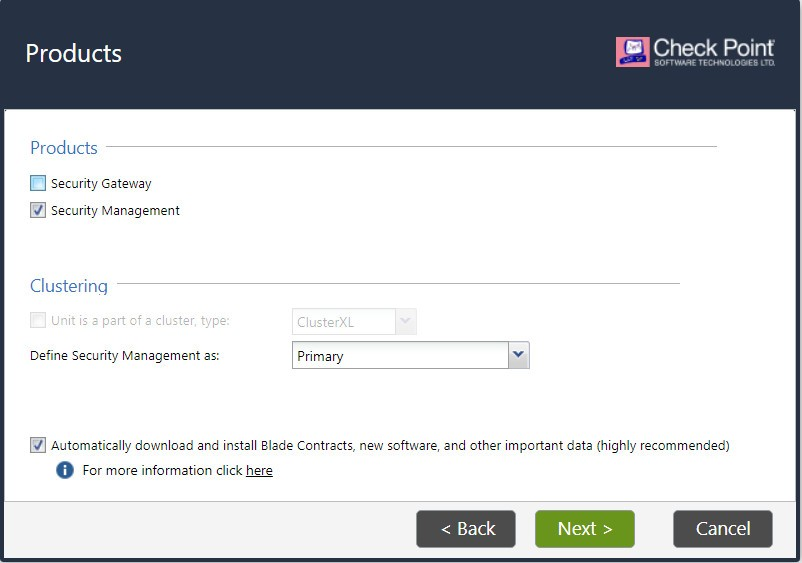 Products
Check Point
SOFTWARE TECHNOLOGIES LTD.
Products
Security Gateway
Security Management
Clustering
Unit is a part of a cluster, type:
ClusterXL
Define Security Management as:
Primary
Automatically download and install Blade Contracts, new software, and other important data (highly recommended)
For more information click here
< Back
Next >
Cancel